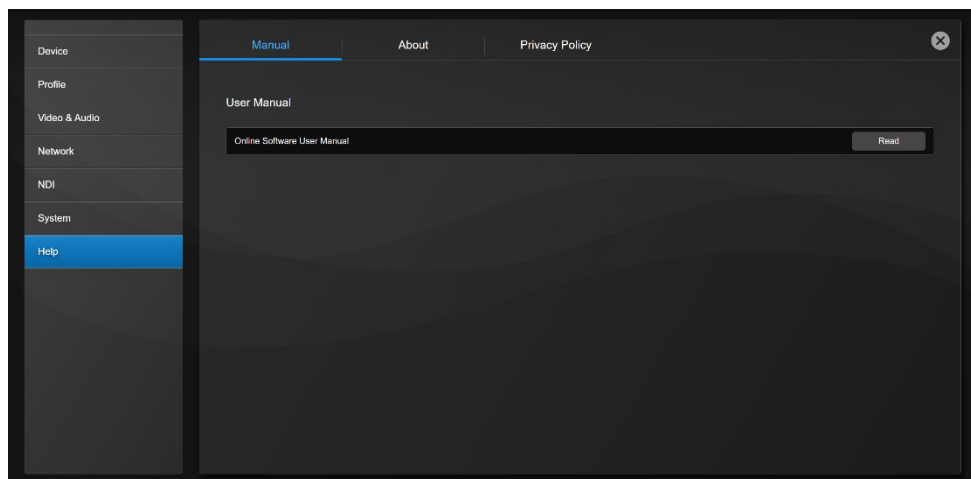 Device
Profile
Video & Audio
Network
NDI
System
Help
Manual
About
Privacy Policy
User Manual
Online Software User Manual
Read